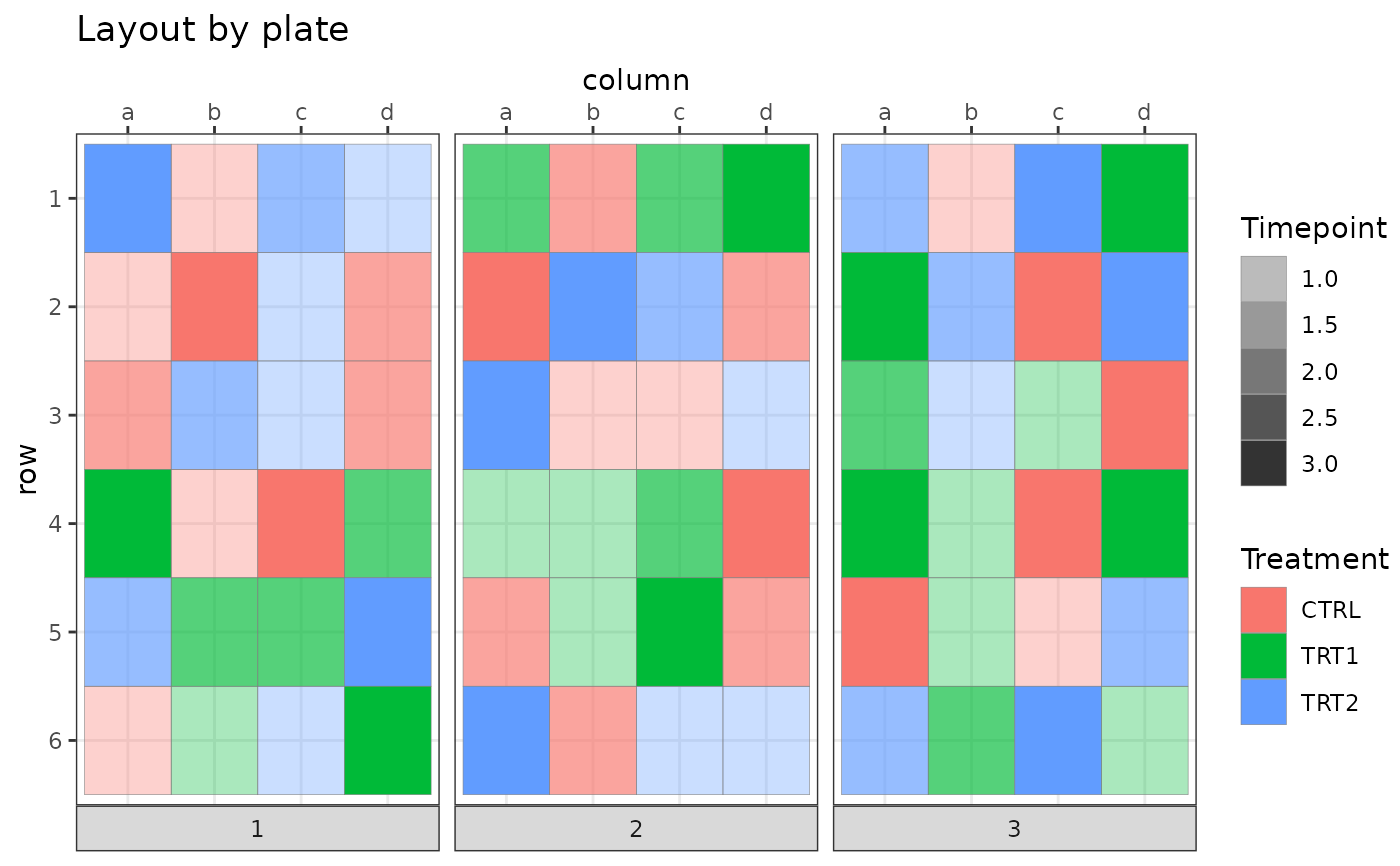 Layout by plate
column
a b c d a b c d a b c d
row
1
2
3
4
5
6
1 2 3
Timepoint
1.0
1.5
2.0
2.5
3.0
Treatment
CTRL
TRT1
TRT2